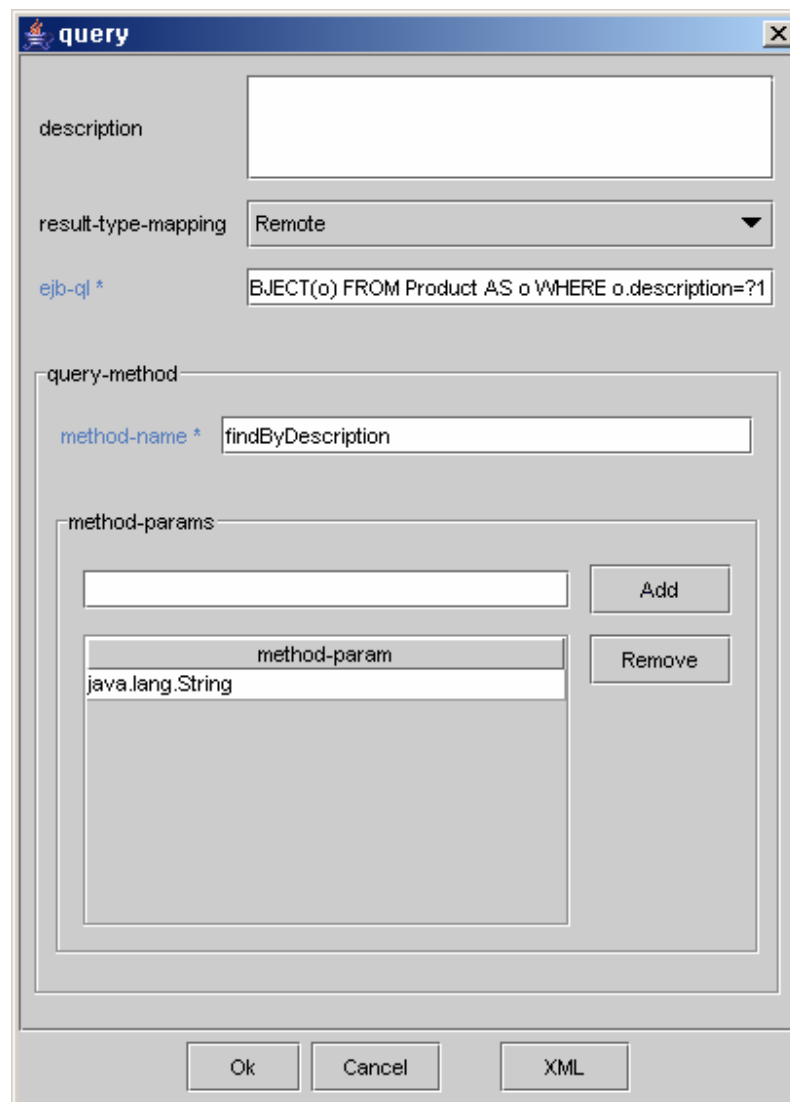 query
description
result-type-mapping Remote
ejb-ql * BJECT(o) FROM Product AS o WHERE o.description=?1
query-method
method-name * findByDescription
method-params
Add
method-param Remove
java.lang.String
Ok Cancel XML